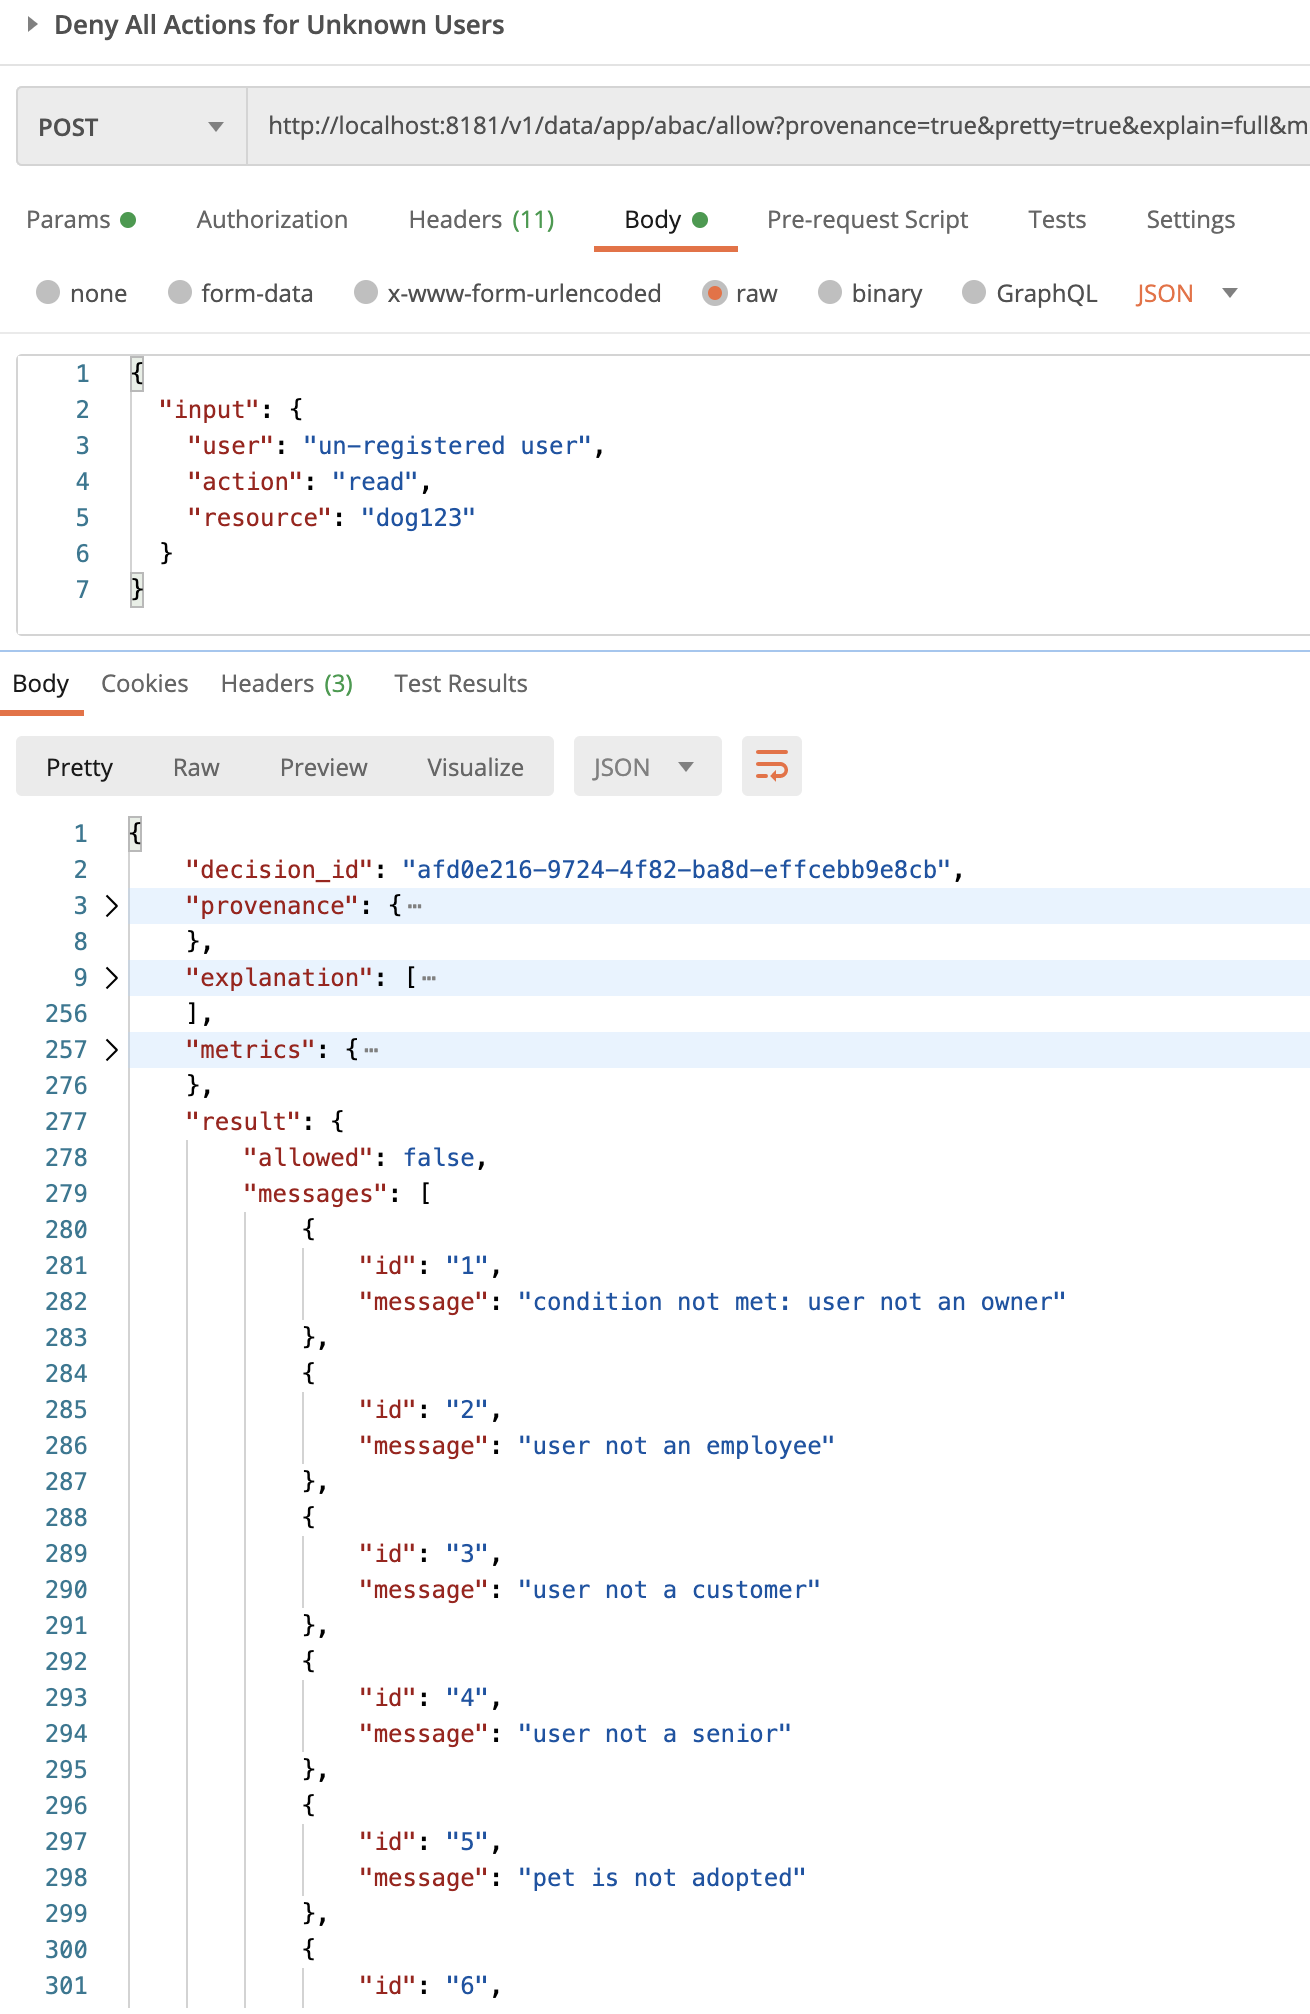 Deny All Actions for Unknown Users
POST http://localhost:8181/v1/data/app/abac/allow?provenance=true&pretty=true&explain=full&m
Params Authorization Headers (11) Body Pre-request Script Tests Settings
none form-data x-www-form-urlencoded raw binary GraphQL JSON
1 {
2 "input": {
3 "user": "un-registered user",
4 "action": "read",
5 "resource": "dog123"
6 }
7 }
Body Cookies Headers (3) Test Results
Pretty Raw Preview Visualize JSON
1 {
2 "decision_id": "afd0e216-9724-4f82-ba8d-effcebb9e8cb",
3 "provenance": { ⋯
8 },
9 "explanation": [ ⋯
256 ],
257 "metrics": { ⋯
276 },
277 "result": {
278 "allowed": false,
279 "messages": [
280 {
281 "id": "1",
282 "message": "condition not met: user not an owner"
283 },
284 {
285 "id": "2",
286 "message": "user not an employee"
287 },
288 {
289 "id": "3",
290 "message": "user not a customer"
291 },
292 {
293 "id": "4",
294 "message": "user not a senior"
295 },
296 {
297 "id": "5",
298 "message": "pet is not adopted"
299 },
300 {
301 "id": "6",